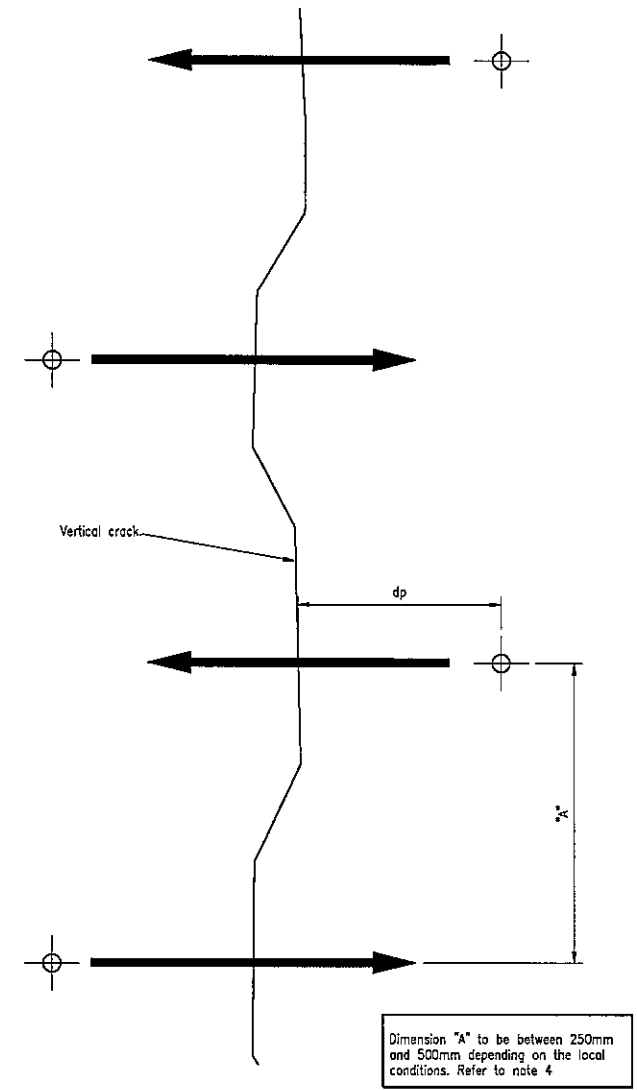 Vertical crack
dp
"A"
Dimension "A" to be between 250mm
and 500mm depending on the local
conditions. Refer to note 4